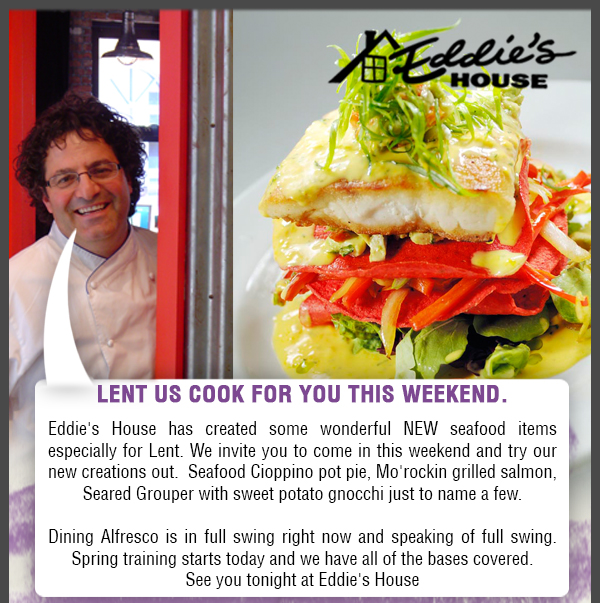 Eddie's
HOUSE
LENT US COOK FOR YOU THIS WEEKEND.
Eddie's House has created some wonderful NEW seafood items
especially for Lent. We invite you to come in this weekend and try our
new creations out. Seafood Cioppino pot pie, Mo'rockin grilled salmon,
Seared Grouper with sweet potato gnocchi just to name a few.
Dining Alfresco is in full swing right now and speaking of full swing.
Spring training starts today and we have all of the bases covered.
See you tonight at Eddie's House